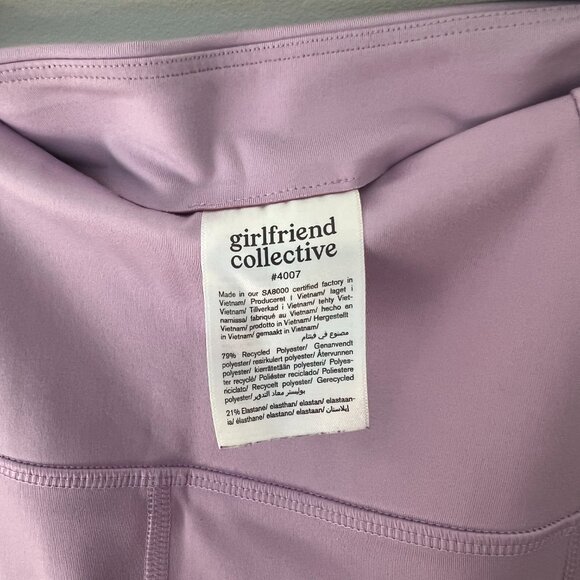 girlfriend
collective
#4007
Made in our SA8000 certified factory in
Vietnam/ Produceret i Vietnam/ laget i
Vietnam/ Tillverkad i Vietnam/ tehty Viet-
namissa/ fabriqué au Vietnam/ hecho en
Vietnam/ prodotto in Vietnam/ Hergestellt
in Vietnam/ gemaakt in Vietnam/
مصنوع في فيتنام
79% Recycled Polyester/ Genanvendt
polyester/ resirkulert polyester/ Återvunnen
polyester/ kierrätetään polyesteri/ Polyes-
ter recyclé/ Poliéster reciclado/ Poliestere
riciclato/ Recycelt polyester/ Gerecycled
polyester/بوليستر معاد التدوير
21% Elastane/ elasthan/ elastan/ elastaan-
ia/ élasthane/ elastano/ elastaan/ إيلاستان/